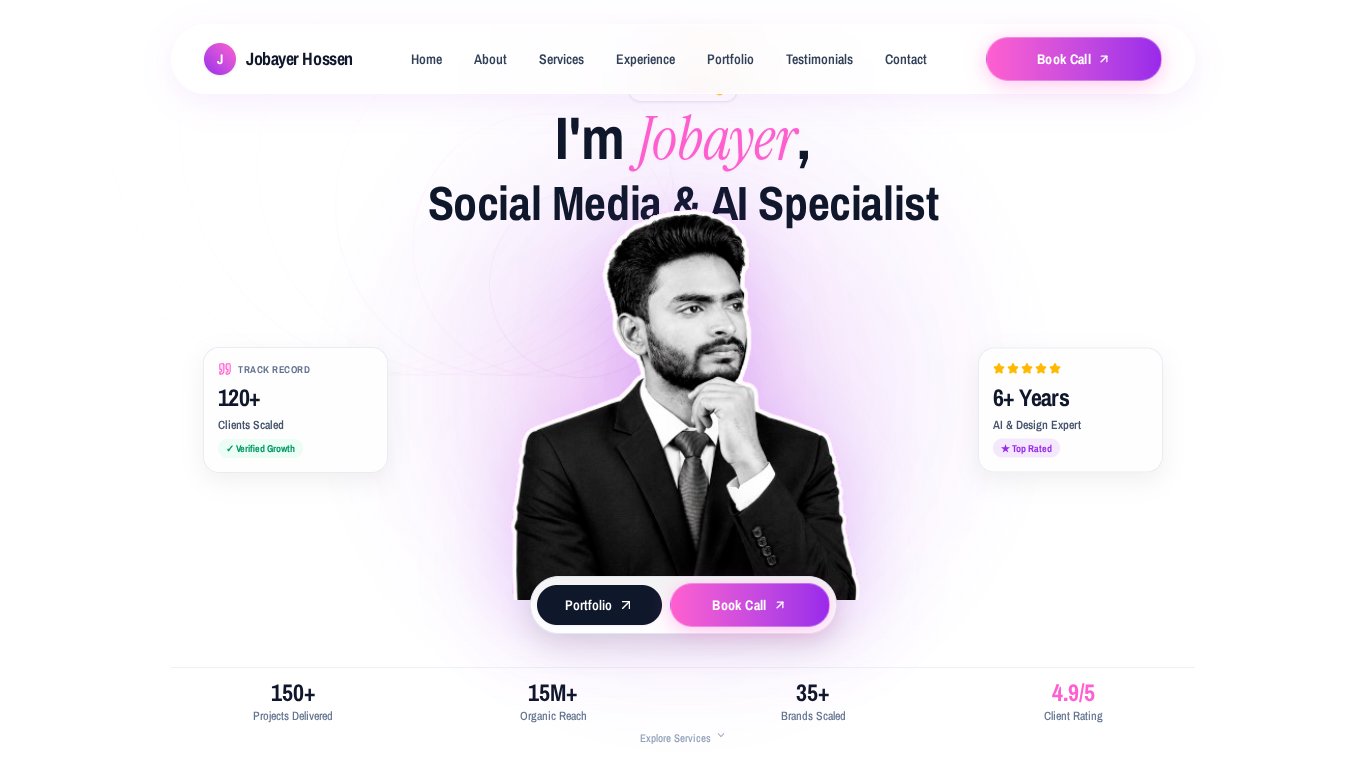 J Jobayer Hossen Home About Services Experience Portfolio Testimonials Contact Book Call
I'm Jobayer,
Social Media & AI Specialist
TRACK RECORD
120+
Clients Scaled
✓ Verified Growth
6+ Years
AI & Design Expert
★ Top Rated
Portfolio Book Call
150+ 15M+ 35+ 4.9/5
Projects Delivered Organic Reach Brands Scaled Client Rating
Explore Services